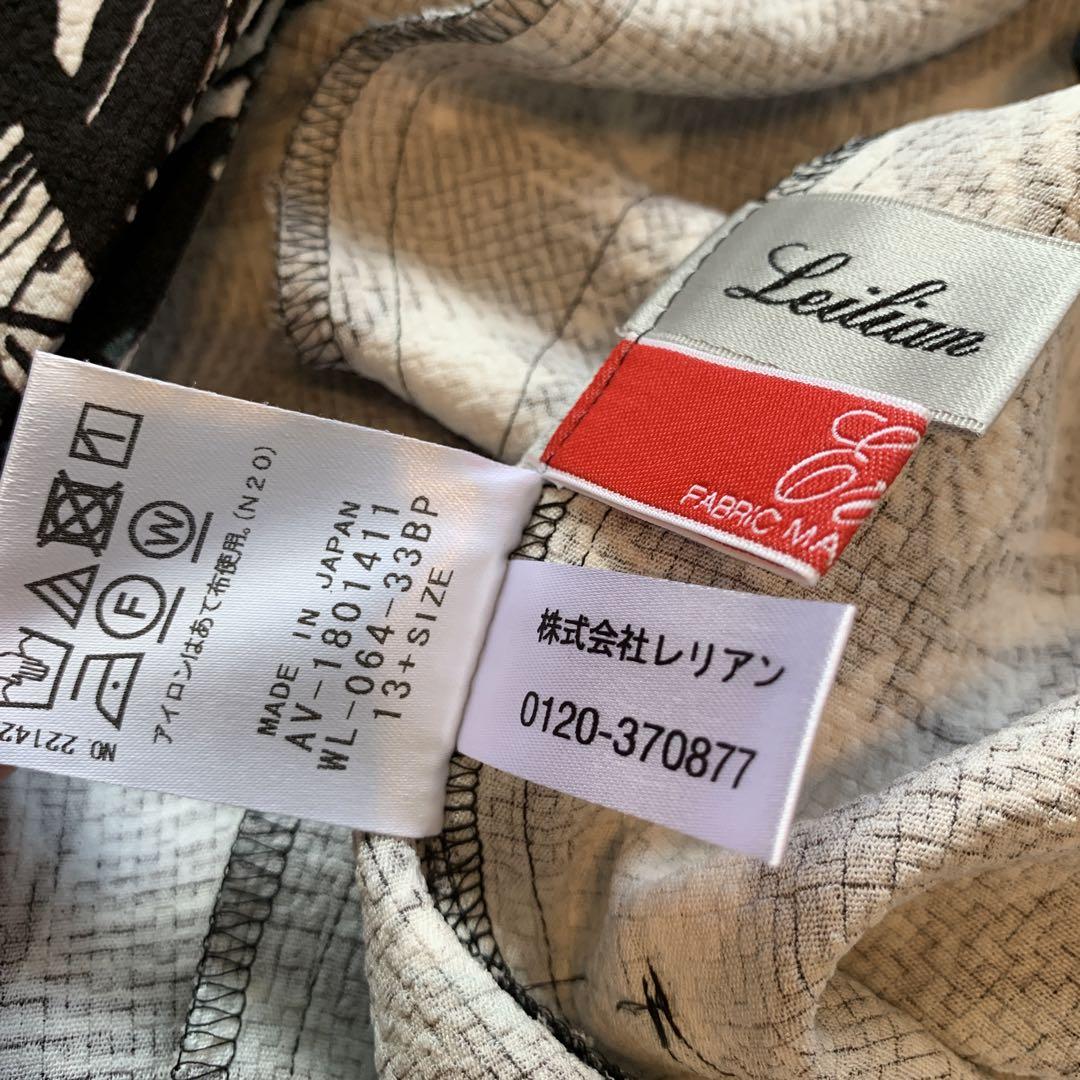 Leilian
FABRIC MA
株式会社レリアン
0120-370877
MADE IN JAPAN
AV-1801411
WL-064-33BP
13+SIZE
W
F
アイロンはあて布使用。(N20)
NO. 22142